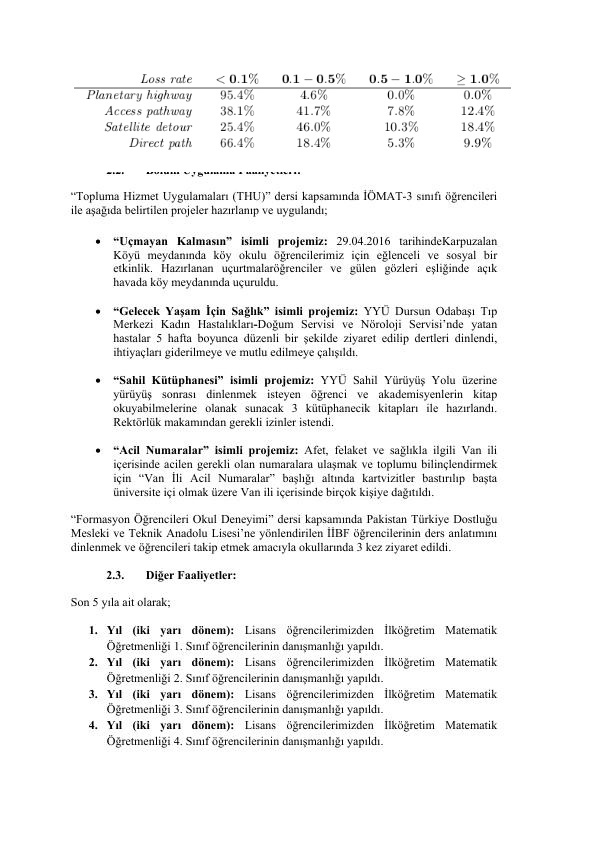 Loss rate < 0.1% 0.1 − 0.5% 0.5 − 1.0% ≥ 1.0%
Planetary highway 95.4% 4.6% 0.0% 0.0%
Access pathway 38.1% 41.7% 7.8% 12.4%
Satellite detour 25.4% 46.0% 10.3% 18.4%
Direct path 66.4% 18.4% 5.3% 9.9%
2.2. Bölüm Uygulama Faaliyetleri:
“Topluma Hizmet Uygulamaları (THU)” dersi kapsamında İÖMAT-3 sınıfı öğrencileri
ile aşağıda belirtilen projeler hazırlanıp ve uygulandı;
• “Uçmayan Kalmasın” isimli projemiz: 29.04.2016 tarihindeKarpuzalan
Köyü meydanında köy okulu öğrencilerimiz için eğlenceli ve sosyal bir
etkinlik. Hazırlanan uçurtmalaröğrenciler ve gülen gözleri eşliğinde açık
havada köy meydanında uçuruldu.
• “Gelecek Yaşam İçin Sağlık” isimli projemiz: YYÜ Dursun Odabaşı Tıp
Merkezi Kadın Hastalıkları-Doğum Servisi ve Nöroloji Servisi’nde yatan
hastalar 5 hafta boyunca düzenli bir şekilde ziyaret edilip dertleri dinlendi,
ihtiyaçları giderilmeye ve mutlu edilmeye çalışıldı.
• “Sahil Kütüphanesi” isimli projemiz: YYÜ Sahil Yürüyüş Yolu üzerine
yürüyüş sonrası dinlenmek isteyen öğrenci ve akademisyenlerin kitap
okuyabilmelerine olanak sunacak 3 kütüphanecik kitapları ile hazırlandı.
Rektörlük makamından gerekli izinler istendi.
• “Acil Numaralar” isimli projemiz: Afet, felaket ve sağlıkla ilgili Van ili
içerisinde acilen gerekli olan numaralara ulaşmak ve toplumu bilinçlendirmek
için “Van İli Acil Numaralar” başlığı altında kartvizitler bastırılıp başta
üniversite içi olmak üzere Van ili içerisinde birçok kişiye dağıtıldı.
“Formasyon Öğrencileri Okul Deneyimi” dersi kapsamında Pakistan Türkiye Dostluğu
Mesleki ve Teknik Anadolu Lisesi’ne yönlendirilen İİBF öğrencilerinin ders anlatımını
dinlenmek ve öğrencileri takip etmek amacıyla okullarında 3 kez ziyaret edildi.
2.3. Diğer Faaliyetler:
Son 5 yıla ait olarak;
1. Yıl (iki yarı dönem): Lisans öğrencilerimizden İlköğretim Matematik
Öğretmenliği 1. Sınıf öğrencilerinin danışmanlığı yapıldı.
2. Yıl (iki yarı dönem): Lisans öğrencilerimizden İlköğretim Matematik
Öğretmenliği 2. Sınıf öğrencilerinin danışmanlığı yapıldı.
3. Yıl (iki yarı dönem): Lisans öğrencilerimizden İlköğretim Matematik
Öğretmenliği 3. Sınıf öğrencilerinin danışmanlığı yapıldı.
4. Yıl (iki yarı dönem): Lisans öğrencilerimizden İlköğretim Matematik
Öğretmenliği 4. Sınıf öğrencilerinin danışmanlığı yapıldı.